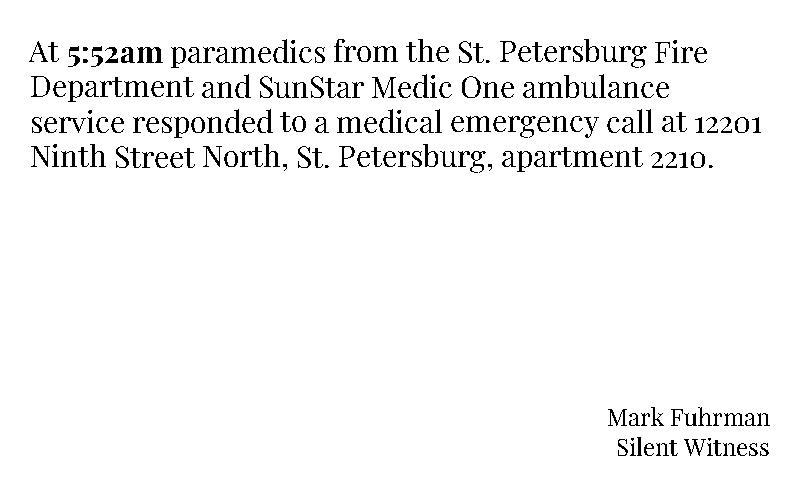 At 5:52am paramedics from the St. Petersburg Fire
Department and SunStar Medic One ambulance
service responded to a medical emergency call at 12201
Ninth Street North, St. Petersburg, apartment 2210.
Mark Fuhrman
Silent Witness